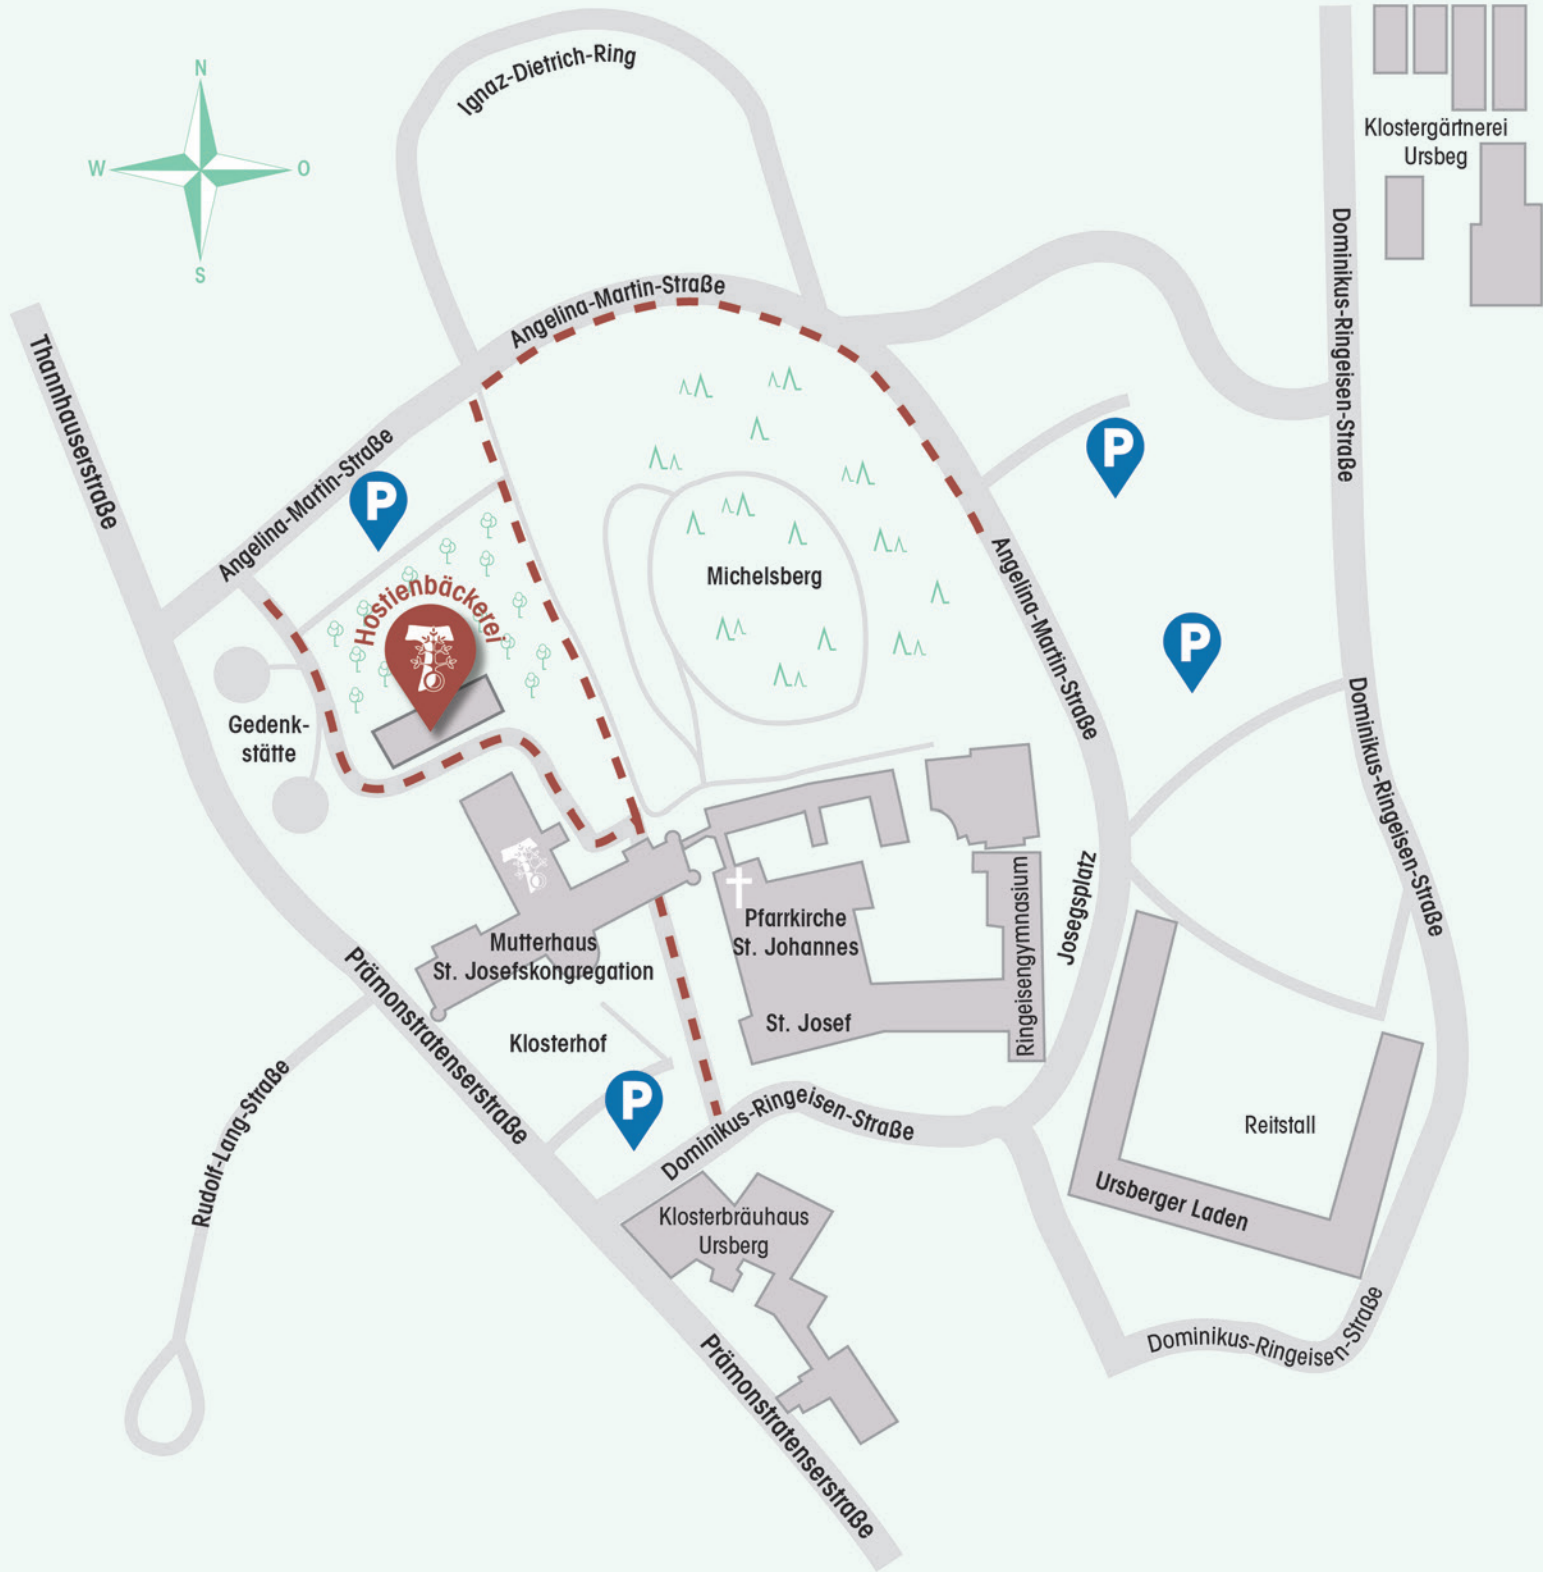 Ignaz-Dietrich-Ring
N
W
O
S
Klostergärtnerei
Ursbeg
Dominikus-Ringeisen-Straße
Angelina-Martin-Straße
Thannhauserstraße
Angelina-Martin-Straße
P
P
Hostienbäckerei
Michelsberg
Angelina-Martin-Straße
P
Gedenk-
stätte
Dominikus-Ringeisen-Straße
Josegsplatz
Ringeisengymnasium
Pfarrkirche
St. Johannes
Mutterhaus
St. Josefskongregation
St. Josef
Klosterhof
Prämonstratenserstraße
P
Dominikus-Ringeisen-Straße
Rudolf-Lang-Straße
Reitstall
Ursberger Laden
Klosterbräuhaus
Ursberg
Dominikus-Ringeisen-Straße
Prämonstratenserstraße